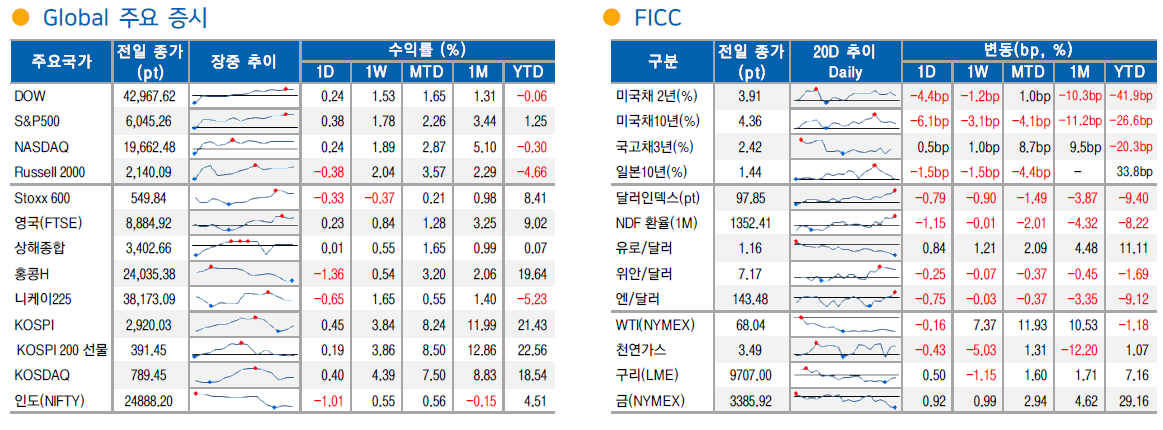 ● Global 주요 증시
주요국가 전일 종가(pt) 장중 추이 수익률 (%)
1D 1W MTD 1M YTD
DOW 42,967.62 0.24 1.53 1.65 1.31 −0.06
S&P500 6,045.26 0.38 1.78 2.26 3.44 1.25
NASDAQ 19,662.48 0.24 1.89 2.87 5.10 −0.30
Russell 2000 2,140.09 −0.38 2.04 3.57 2.29 −4.66
Stoxx 600 549.84 −0.33 −0.37 0.21 0.98 8.41
영국(FTSE) 8,884.92 0.23 0.84 1.28 3.25 9.02
상해종합 3,402.66 0.01 0.55 1.65 0.99 0.07
홍콩H 24,035.38 −1.36 0.54 3.20 2.06 19.64
니케이225 38,173.09 −0.65 1.65 0.55 1.40 −5.23
KOSPI 2,920.03 0.45 3.84 8.24 11.99 21.43
KOSPI 200 선물 391.45 0.19 3.86 8.50 12.86 22.56
KOSDAQ 789.45 0.40 4.39 7.50 8.83 18.54
인도(NIFTY) 24888.20 −1.01 0.55 0.56 −0.15 4.51
● FICC
구분 전일 종가(pt) 20D 추이 Daily 변동(bp, %)
1D 1W MTD 1M YTD
미국채 2년(%) 3.91 −4.4bp −1.2bp 1.0bp −10.3bp −41.9bp
미국채10년(%) 4.36 −6.1bp −3.1bp −4.1bp −11.2bp −26.6bp
국고채3년(%) 2.42 0.5bp 1.0bp 8.7bp 9.5bp −20.3bp
일본10년(%) 1.44 −1.5bp −1.5bp −4.4bp − 33.8bp
달러인덱스(pt) 97.85 −0.79 −0.90 −1.49 −3.87 −9.40
NDF 환율(1M) 1352.41 −1.15 −0.01 −2.01 −4.32 −8.22
유로/달러 1.16 0.84 1.21 2.09 4.48 11.11
위안/달러 7.17 −0.25 −0.07 −0.37 −0.45 −1.69
엔/달러 143.48 −0.75 −0.03 −0.37 −3.35 −9.12
WTI(NYMEX) 68.04 −0.16 7.37 11.93 10.53 −1.18
천연가스 3.49 −0.43 −5.03 1.31 −12.20 1.07
구리(LME) 9707.00 0.50 −1.15 1.60 1.71 7.16
금(NYMEX) 3385.92 0.92 0.99 2.94 4.62 29.16